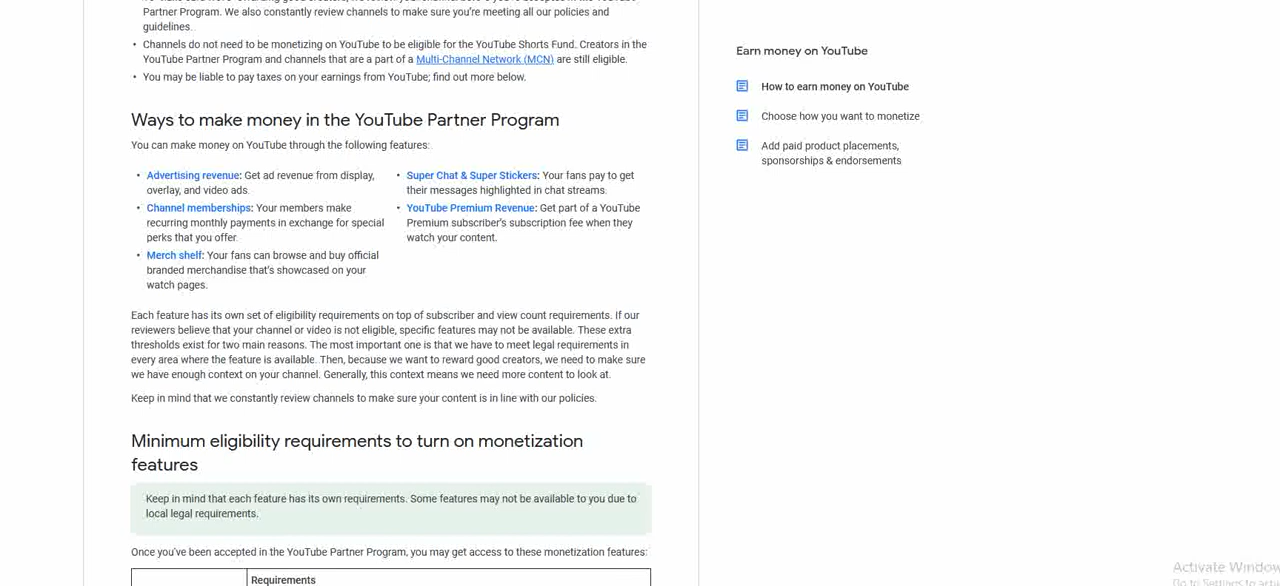 Partner Program. We also constantly review channels to make sure you're meeting all our policies and
guidelines.
• Channels do not need to be monetizing on YouTube to be eligible for the YouTube Shorts Fund. Creators in the
YouTube Partner Program and channels that are a part of a Multi-Channel Network (MCN) are still eligible.
• You may be liable to pay taxes on your earnings from YouTube; find out more below.
Ways to make money in the YouTube Partner Program
You can make money on YouTube through the following features:
• Advertising revenue: Get ad revenue from display,
overlay, and video ads.
• Channel memberships: Your members make
recurring monthly payments in exchange for special
perks that you offer.
• Merch shelf: Your fans can browse and buy official
branded merchandise that's showcased on your
watch pages.
• Super Chat & Super Stickers: Your fans pay to get
their messages highlighted in chat streams.
• YouTube Premium Revenue: Get part of a YouTube
Premium subscriber's subscription fee when they
watch your content.
Each feature has its own set of eligibility requirements on top of subscriber and view count requirements. If our
reviewers believe that your channel or video is not eligible, specific features may not be available. These extra
thresholds exist for two main reasons. The most important one is that we have to meet legal requirements in
every area where the feature is available. Then, because we want to reward good creators, we need to make sure
we have enough context on your channel. Generally, this context means we need more content to look at.
Keep in mind that we constantly review channels to make sure your content is in line with our policies.
Minimum eligibility requirements to turn on monetization
features
Keep in mind that each feature has its own requirements. Some features may not be available to you due to
local legal requirements.
Once you've been accepted in the YouTube Partner Program, you may get access to these monetization features:
Requirements
Earn money on YouTube
How to earn money on YouTube
Choose how you want to monetize
Add paid product placements,
sponsorships & endorsements
Activate Window
Go to Settings to